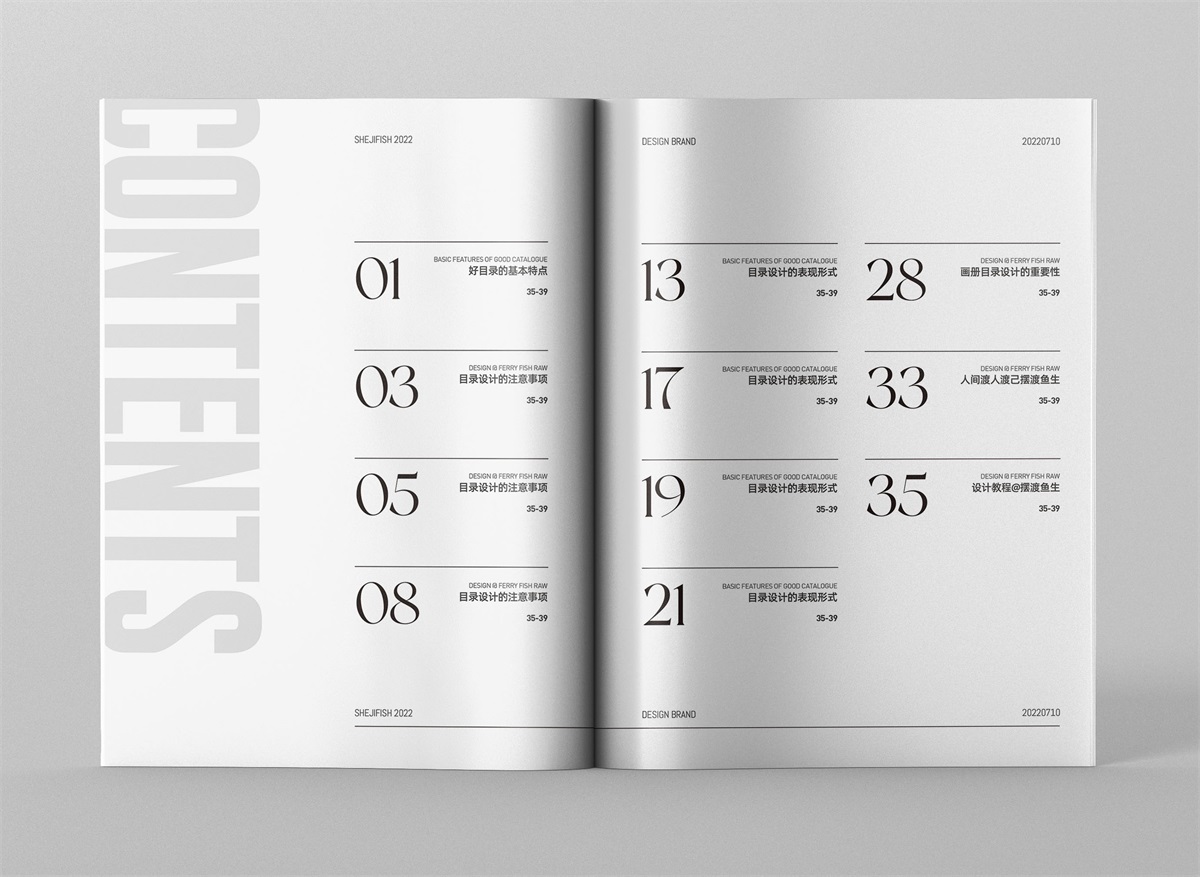 CONTENTS
SHEJIFISH 2022
01
BASIC FEATURES OF GOOD CATALOGUE
好目录的基本特点
35-39
03
DESIGN @ FERRY FISH RAW
目录设计的注意事项
35-39
05
DESIGN @ FERRY FISH RAW
目录设计的注意事项
35-39
08
DESIGN @ FERRY FISH RAW
目录设计的注意事项
35-39
SHEJIFISH 2022
DESIGN BRAND
20220710
13
BASIC FEATURES OF GOOD CATALOGUE
目录设计的表现形式
35-39
17
BASIC FEATURES OF GOOD CATALOGUE
目录设计的表现形式
35-39
19
BASIC FEATURES OF GOOD CATALOGUE
目录设计的表现形式
35-39
21
BASIC FEATURES OF GOOD CATALOGUE
目录设计的表现形式
35-39
28
DESIGN @ FERRY FISH RAW
画册目录设计的重要性
35-39
33
DESIGN @ FERRY FISH RAW
人间渡人渡己摆渡鱼生
35-39
35
DESIGN @ FERRY FISH RAW
设计教程@摆渡鱼生
35-39
DESIGN BRAND
20220710